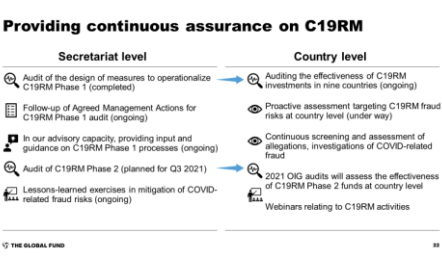 Providing continuous assurance on C19RM
Secretariat level
Audit of the design of measures to operationalize
C19RM Phase 1 (completed)
Follow-up of Agreed Management Actions for
C19RM Phase 1 audit (ongoing)
In our advisory capacity, providing input and
guidance on C19RM Phase 1 processes (ongoing)
Audit of C19RM Phase 2 (planned for Q3 2021)
Lessons-learned exercises in mitigation of COVID-
related fraud risks (ongoing)
Country level
Auditing the effectiveness of C19RM
investments in nine countries (ongoing)
Proactive assessment targeting C19RM fraud
risks at country level (under way)
Continuous screening and assessment of
allegations, investigations of COVID-related
fraud
2021 OIG audits will assess the effectiveness
of C19RM Phase 2 funds at country level
Webinars relating to C19RM activities
THE GLOBAL FUND